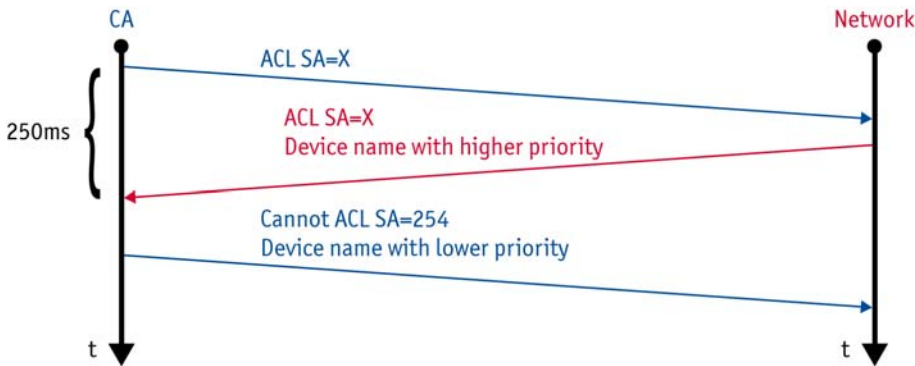 CA
Network
ACL SA=X
ACL SA=X
Device name with higher priority
250ms
Cannot ACL SA=254
Device name with lower priority
t
t